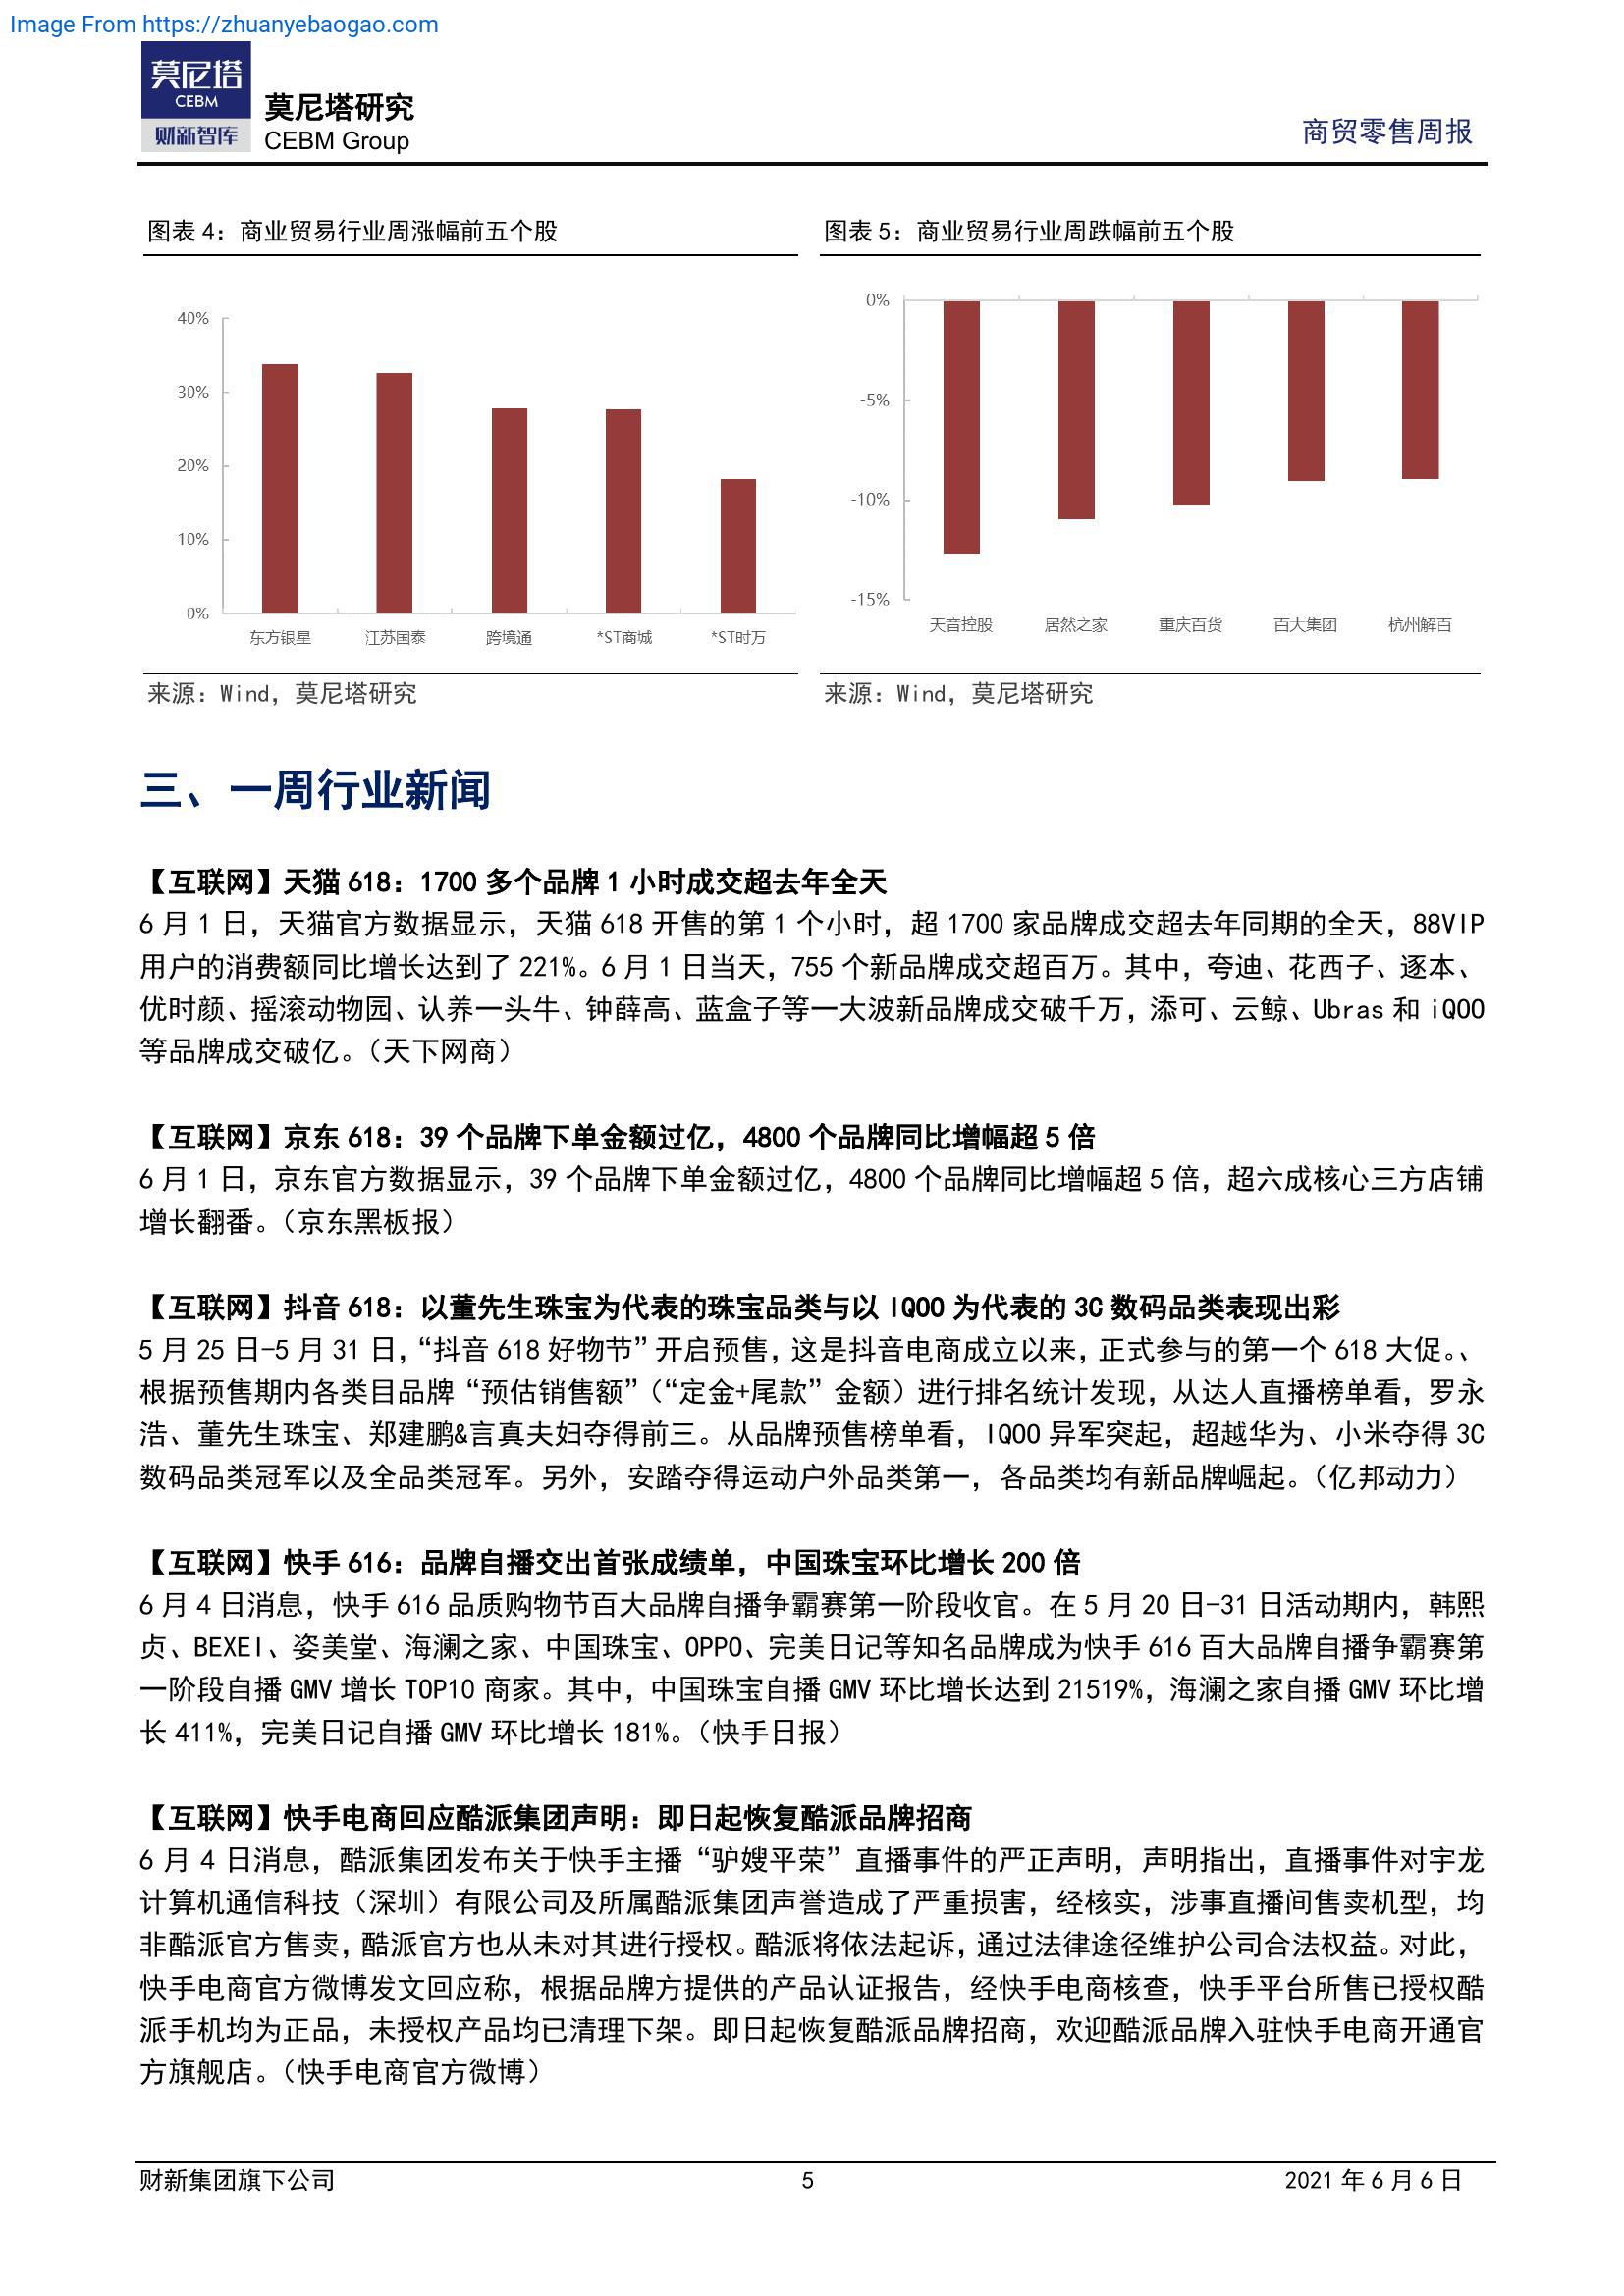 Image From https://zhuanyebaogao.com
莫尼塔
CEBM
财新智库
莫尼塔研究
CEBM Group
商贸零售周报
图表 4：商业贸易行业周涨幅前五个股
40%
30%
20%
10%
0%
东方银星 江苏国泰 跨境通 *ST商城 *ST时万
来源：Wind，莫尼塔研究
图表 5：商业贸易行业周跌幅前五个股
0%
-5%
-10%
-15%
天音控股 居然之家 重庆百货 百大集团 杭州解百
来源：Wind，莫尼塔研究
三、一周行业新闻
【互联网】天猫 618：1700 多个品牌 1 小时成交超去年全天
6 月 1 日，天猫官方数据显示，天猫 618 开售的第 1 个小时，超 1700 家品牌成交超去年同期的全天，88VIP
用户的消费额同比增长达到了 221%。6 月 1 日当天，755 个新品牌成交超百万。其中，夸迪、花西子、逐本、
优时颜、摇滚动物园、认养一头牛、钟薛高、蓝盒子等一大波新品牌成交破千万，添可、云鲸、Ubras 和 iQOO
等品牌成交破亿。（天下网商）
【互联网】京东 618：39 个品牌下单金额过亿，4800 个品牌同比增幅超 5 倍
6 月 1 日，京东官方数据显示，39 个品牌下单金额过亿，4800 个品牌同比增幅超 5 倍，超六成核心三方店铺
增长翻番。（京东黑板报）
【互联网】抖音 618：以董先生珠宝为代表的珠宝品类与以 IQOO 为代表的 3C 数码品类表现出彩
5 月 25 日-5 月 31 日，“抖音 618 好物节”开启预售，这是抖音电商成立以来，正式参与的第一个 618 大促。、
根据预售期内各类目品牌“预估销售额”（“定金+尾款”金额）进行排名统计发现，从达人直播榜单看，罗永
浩、董先生珠宝、郑建鹏&言真夫妇夺得前三。从品牌预售榜单看，IQOO 异军突起，超越华为、小米夺得 3C
数码品类冠军以及全品类冠军。另外，安踏夺得运动户外品类第一，各品类均有新品牌崛起。（亿邦动力）
【互联网】快手 616：品牌自播交出首张成绩单，中国珠宝环比增长 200 倍
6 月 4 日消息，快手 616 品质购物节百大品牌自播争霸赛第一阶段收官。在 5 月 20 日-31 日活动期内，韩熙
贞、BEXEI、姿美堂、海澜之家、中国珠宝、OPPO、完美日记等知名品牌成为快手 616 百大品牌自播争霸赛第
一阶段自播 GMV 增长 TOP10 商家。其中，中国珠宝自播 GMV 环比增长达到 21519%，海澜之家自播 GMV 环比增
长 411%，完美日记自播 GMV 环比增长 181%。（快手日报）
【互联网】快手电商回应酷派集团声明：即日起恢复酷派品牌招商
6 月 4 日消息，酷派集团发布关于快手主播“驴嫂平荣”直播事件的严正声明，声明指出，直播事件对宇龙
计算机通信科技（深圳）有限公司及所属酷派集团声誉造成了严重损害，经核实，涉事直播间售卖机型，均
非酷派官方售卖，酷派官方也从未对其进行授权。酷派将依法起诉，通过法律途径维护公司合法权益。对此，
快手电商官方微博发文回应称，根据品牌方提供的产品认证报告，经快手电商核查，快手平台所售已授权酷
派手机均为正品，未授权产品均已清理下架。即日起恢复酷派品牌招商，欢迎酷派品牌入驻快手电商开通官
方旗舰店。（快手电商官方微博）
财新集团旗下公司
5
2021 年 6 月 6 日